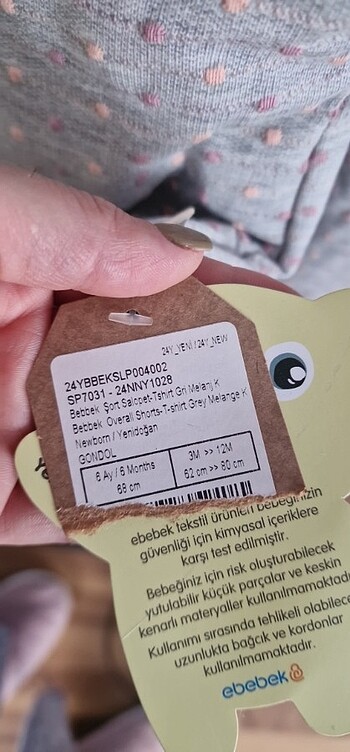 24Y_YENİ / 24Y_NEW
24YBBEKSLP004002
SP7031 - 24NNY1028
Bebbek Şort Salopet-Tshirt Gri Melanj K
Bebbek Overall Shorts-T-shirt Grey Melange K
Newborn / Yenidoğan
GONDOL
6 Ay / 6 Months
68 cm
3M >> 12M
62 cm >> 80 cm
ebebek tekstil ürünleri bebeğinizin
güvenliği için kimyasal içeriklere
karşı test edilmiştir.
Bebeğiniz için risk oluşturabilecek
yutulabilir küçük parçalar ve keskin
kenarlı materyaller kullanılmamaktadı
Kullanımı sırasında tehlikeli olabilece
uzunlukta bağcık ve kordonlar
kullanılmamaktadır.
ebebek